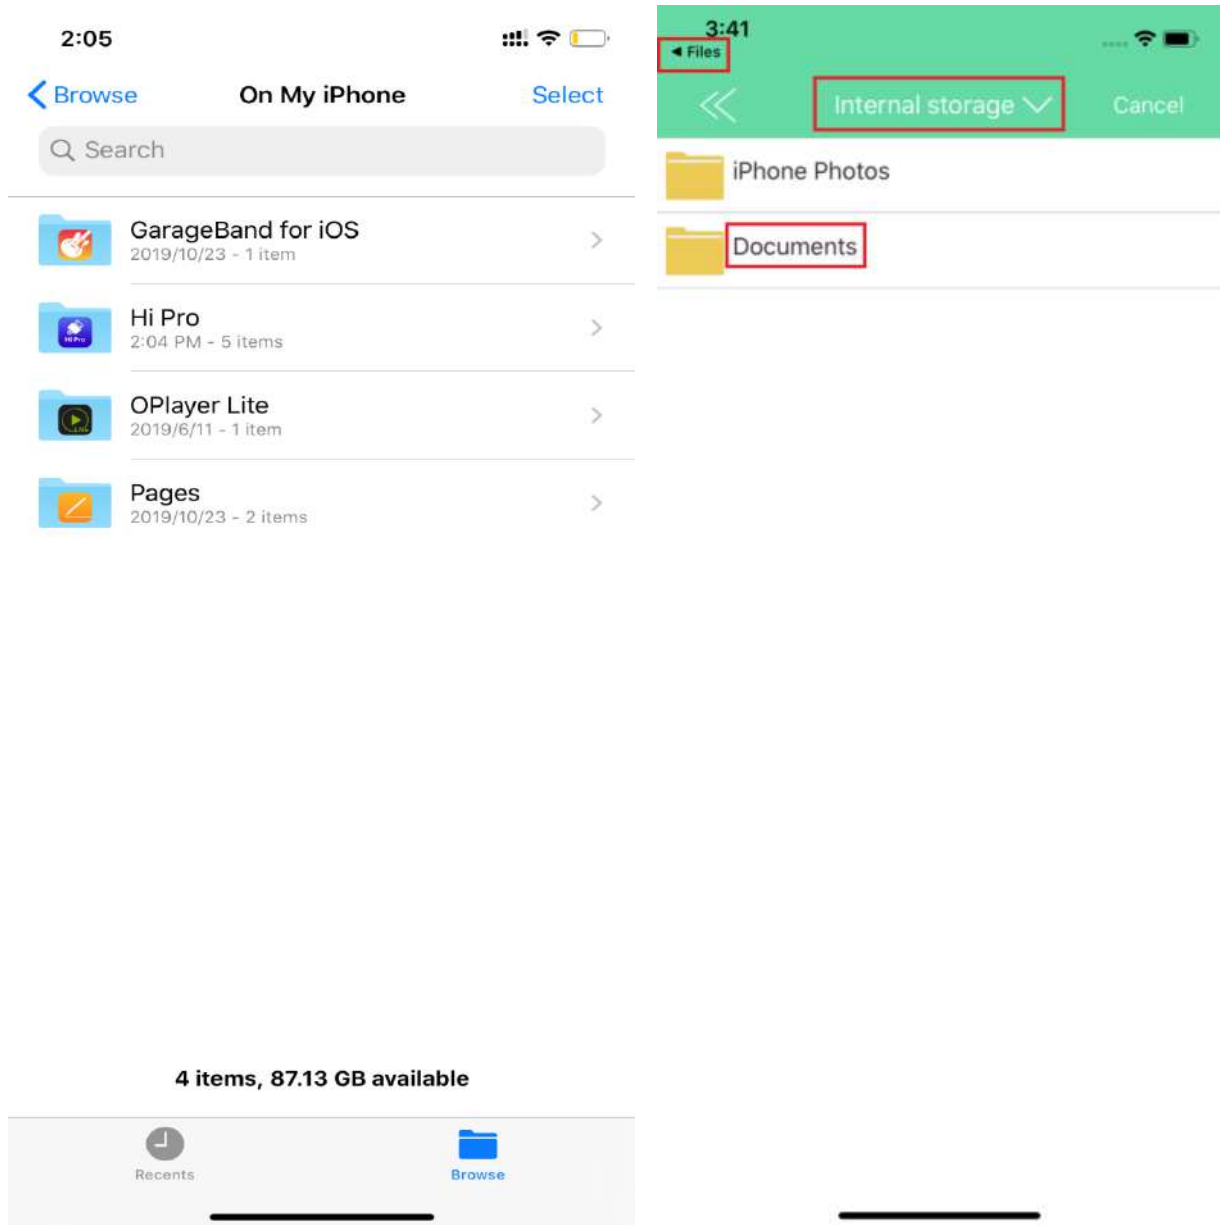 2:05
Browse
On My iPhone
Select
Search
GarageBand for iOS
2019/10/23 - 1 item
Hi Pro
2:04 PM - 5 items
Hi Pro
OPlayer Lite
2019/6/11 - 1 item
Pages
2019/10/23 - 2 items
4 items, 87.13 GB available
Recents
Browse
3:41
◀ Files
Internal storage
Cancel
iPhone Photos
Documents